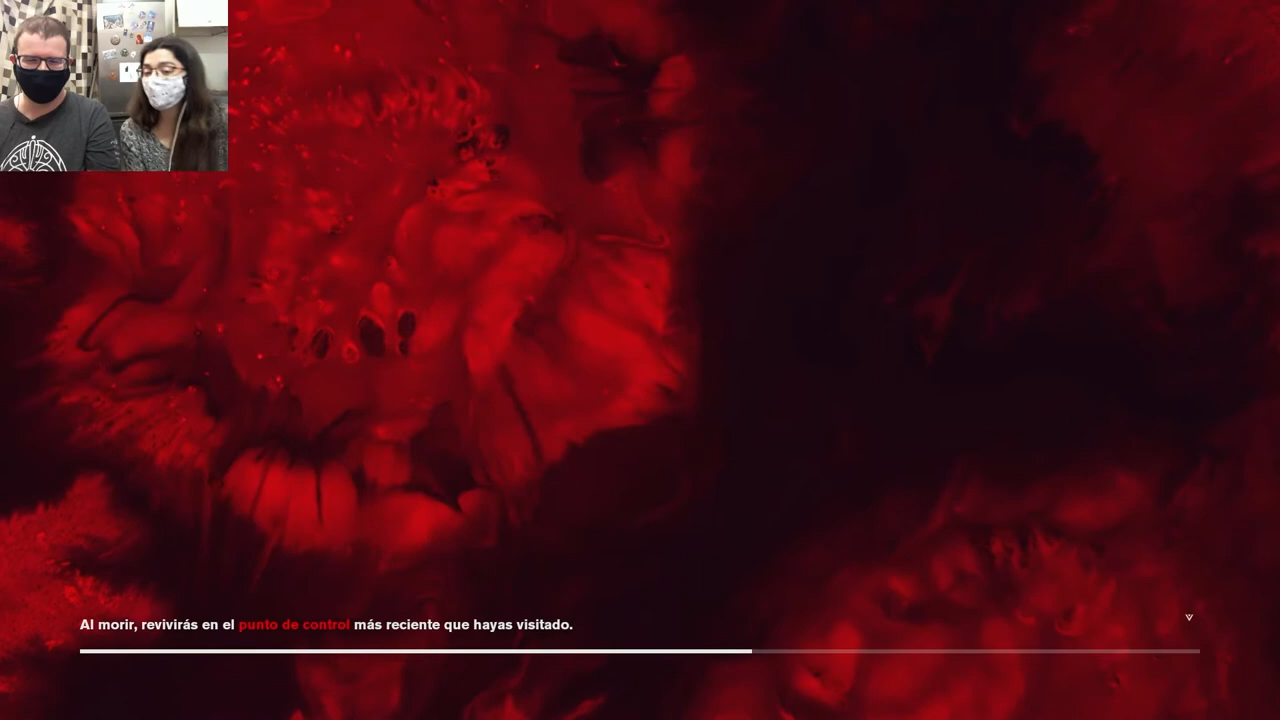 Al morir, revivirás en el punto de control más reciente que hayas visitado.